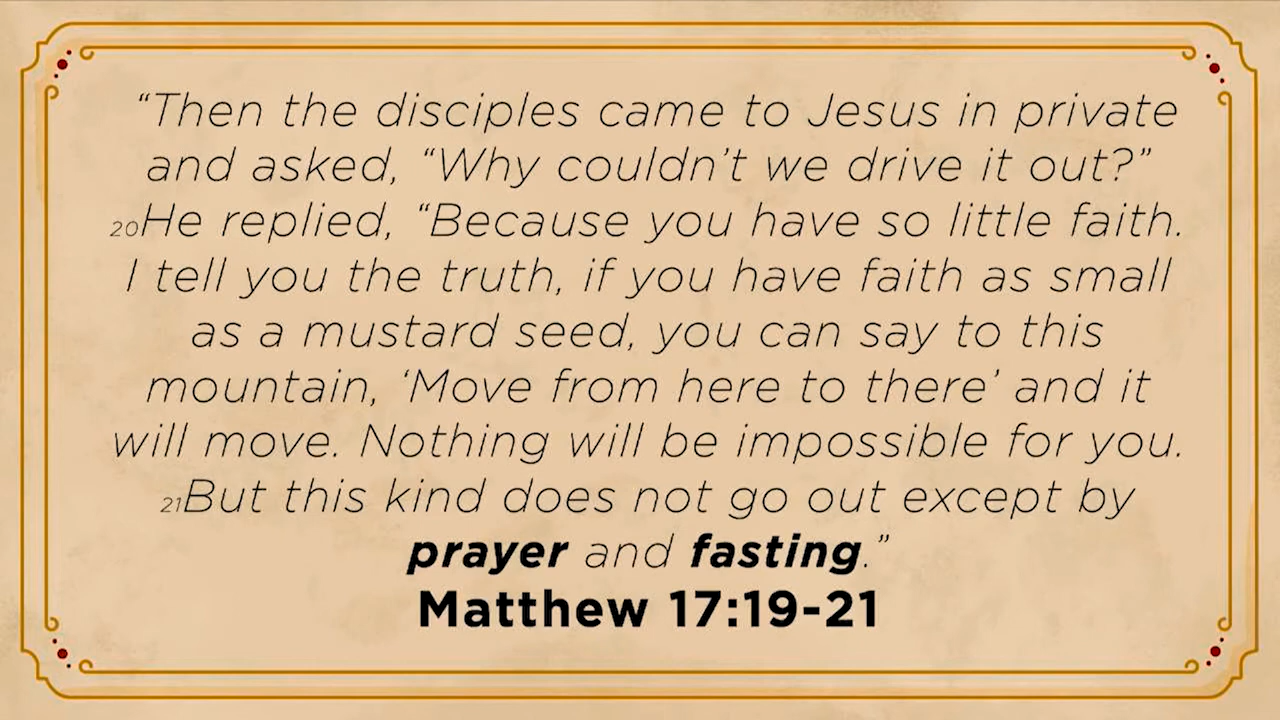 “Then the disciples came to Jesus in private
and asked, “Why couldn’t we drive it out?”
20He replied, “Because you have so little faith.
I tell you the truth, if you have faith as small
as a mustard seed, you can say to this
mountain, ‘Move from here to there’ and it
will move. Nothing will be impossible for you.
21But this kind does not go out except by
prayer and fasting.”
Matthew 17:19-21